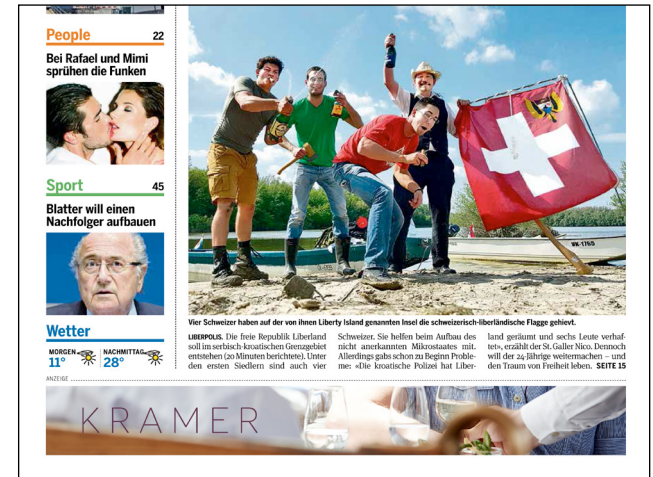 People 22
Bei Rafael und Mimi
sprühen die Funken
Sport 45
Blatter will einen
Nachfolger aufbauen
Wetter
MORGEN
11°
NACHMITTAG
28°
WK-1760
Vier Schweizer haben auf der von ihnen Liberty Island genannten Insel die schweizerisch-liberländische Flagge gehievt.
LIBERPOLIS. Die freie Republik Liberland
soll im serbisch-kroatischen Grenzgebiet
entstehen (20 Minuten berichtete). Unter
den ersten Siedlern sind auch vier
Schweizer. Sie helfen beim Aufbau des
nicht anerkannten Mikrostaates mit.
Allerdings gabs schon zu Beginn Proble-
me: «Die kroatische Polizei hat Liber-
land geräumt und sechs Leute verhaf-
tet», erzählt der St. Galler Nico. Dennoch
will der 24-Jährige weitermachen – und
den Traum von Freiheit leben. SEITE 15
ANZEIGE
KRAMER